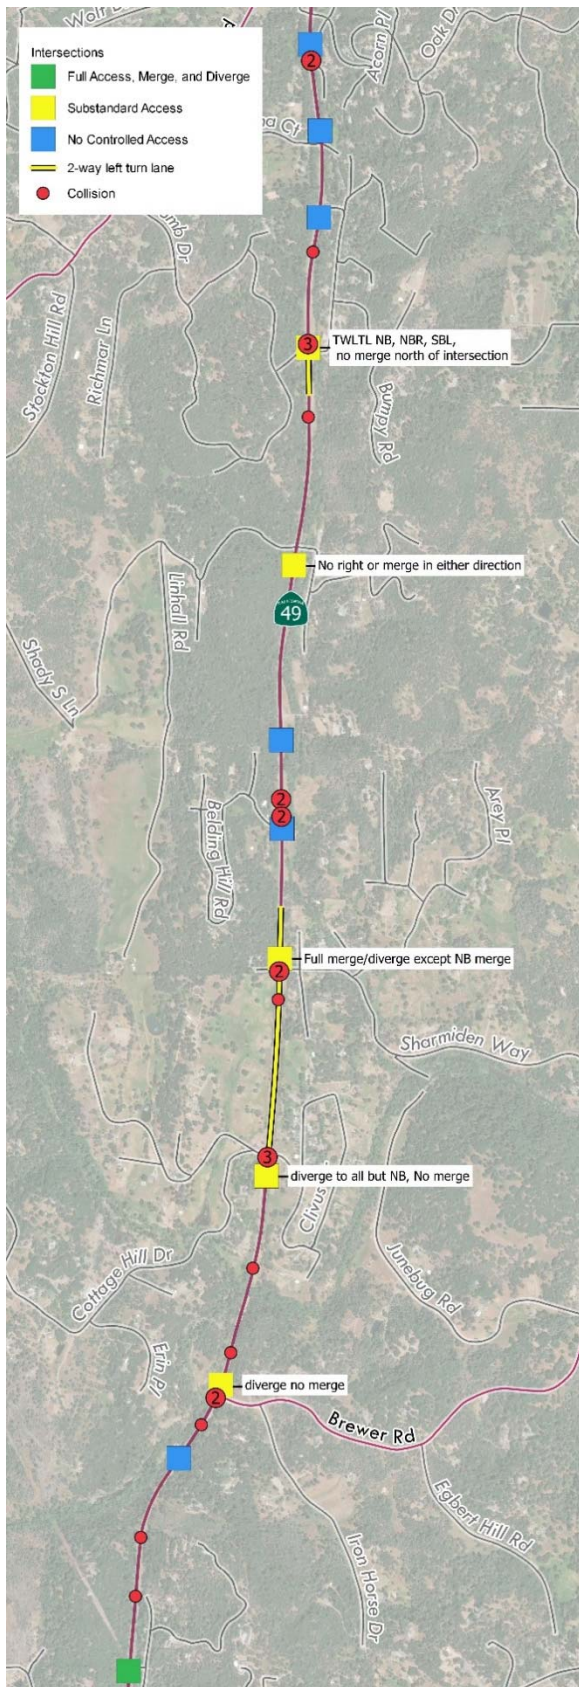 Wolf
Acorn Pl
Oak Dr
Intersections
Full Access, Merge, and Diverge
Substandard Access
No Controlled Access
2-way left turn lane
Collision
2
Ct
Dr
Stockton Hill Rd
Richmar Ln
3
TWLTL NB, NBR, SBL,
no merge north of intersection
Bumpy Rd
No right or merge in either direction
Linhall Rd
49
Shady S Ln
2
2
Belding Hill Rd
Arey Pl
Full merge/diverge except NB merge
2
Sharmiden Way
3
diverge to all but NB, No merge
Clivus
Cottage Hill Dr
Junebug Rd
Erin Pl
diverge no merge
2
Brewer Rd
Egbert Hill Rd
Iron Horse Dr